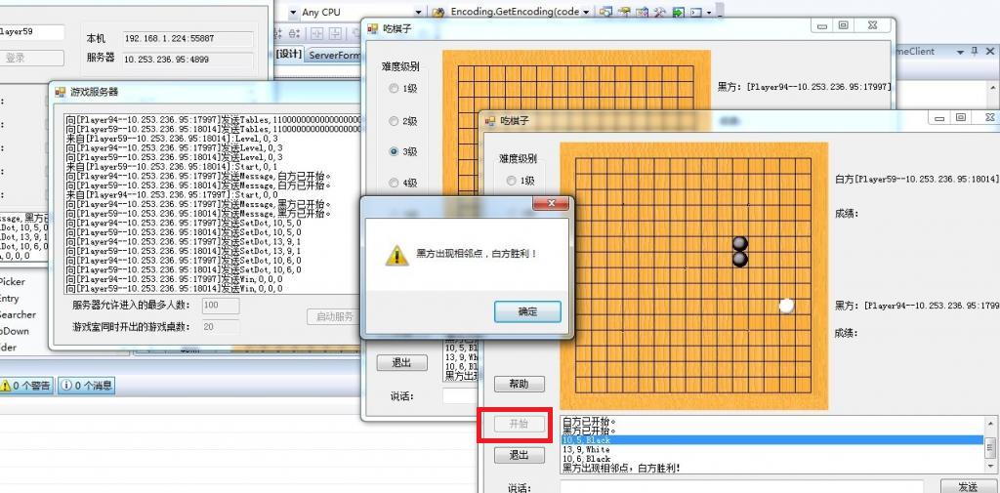 Any CPU
Encoding.GetEncoding(code
layer59
登录
本机
192.168.1.224:55887
服务器
10.253.236.95:4899
[设计]
ServerForm
meClient
游戏服务器
向[Player94--10.253.236.95:17997]发送Tables,1100000000000000000
向[Player59--10.253.236.95:18014]发送Tables,1100000000000000000
来自[Player59--10.253.236.95:18014]:Level,0,3
向[Player94--10.253.236.95:17997]发送Level,0,3
向[Player59--10.253.236.95:18014]发送Level,0,3
来自[Player59--10.253.236.95:18014]:Start,0,1
向[Player94--10.253.236.95:17997]发送Message,白方已开始。
向[Player59--10.253.236.95:18014]发送Message,白方已开始。
来自[Player94--10.253.236.95:17997]:Start,0,0
向[Player94--10.253.236.95:17997]发送Message,黑方已开始。
向[Player59--10.253.236.95:18014]发送Message,黑方已开始。
向[Player94--10.253.236.95:17997]发送SetDot,10,5,0
向[Player59--10.253.236.95:18014]发送SetDot,10,5,0
向[Player94--10.253.236.95:17997]发送SetDot,13,9,1
向[Player59--10.253.236.95:18014]发送SetDot,13,9,1
向[Player94--10.253.236.95:17997]发送SetDot,10,6,0
向[Player59--10.253.236.95:18014]发送SetDot,10,6,0
向[Player94--10.253.236.95:17997]发送Win,0,0,0
向[Player59--10.253.236.95:18014]发送Win,0,0,0
服务器允许进入的最多人数:
100
游戏室同时开出的游戏桌数:
20
启动服务
ssage,黑方
Dot,10,5,0
Dot,13,9,1
Dot,10,6,0
,0,0,0
Picker
Entry
Searcher
oDown
ider
0 个警告
0 个消息
吃棋子
难度级别
1级
2级
3级
4级
黑方:[Player94--10.253.236.95:17997]
退出
说话:
10,5,Black
13,9,White
10,6,Black
黑方出现
黑方出现相邻点，白方胜利！
确定
吃棋子
难度级别
1级
白方[Player59--10.253.236.95:18014]
成绩:
黑方:[Player94--10.253.236.95:1799
成绩:
帮助
开始
退出
说话:
白方已开始。
黑方已开始。
10,5,Black
13,9,White
10,6,Black
黑方出现相邻点，白方胜利!
发送